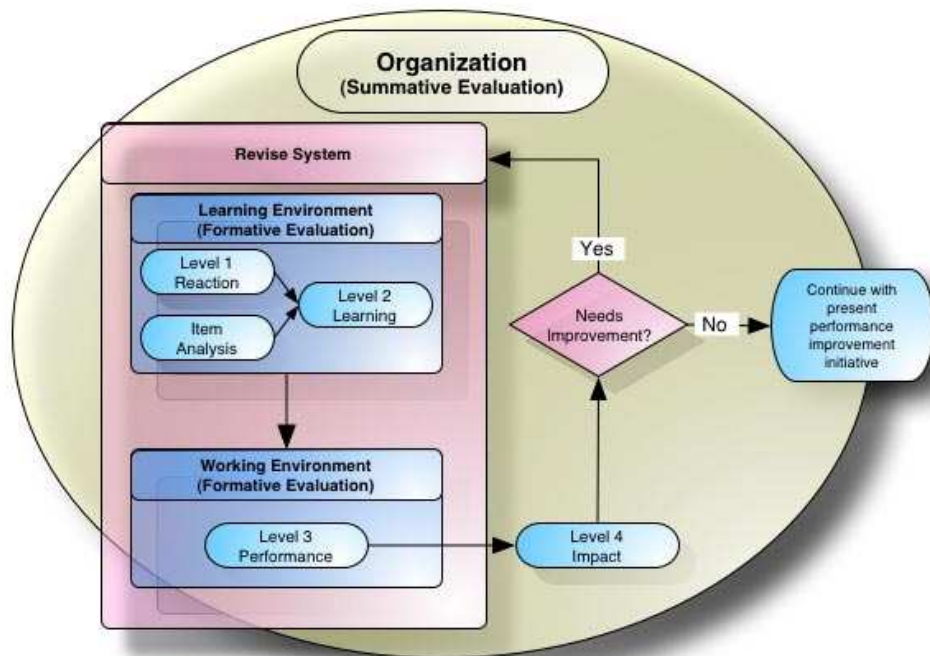 Organization
(Summative Evaluation)
Revise System
Learning Environment
(Formative Evaluation)
Level 1
Reaction
Level 2
Learning
Item
Analysis
Working Environment
(Formative Evaluation)
Level 3
Performance
Level 4
Impact
Yes
Needs
Improvement?
No
Continue with
present
performance
improvement
initiative